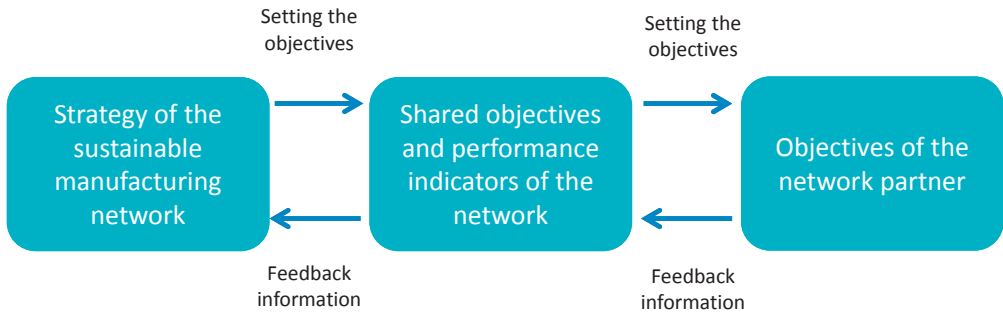 Setting the
objectives
Setting the
objectives
Strategy of the
sustainable
manufacturing
network
Shared objectives
and performance
indicators of the
network
Objectives of the
network partner
Feedback
information
Feedback
information